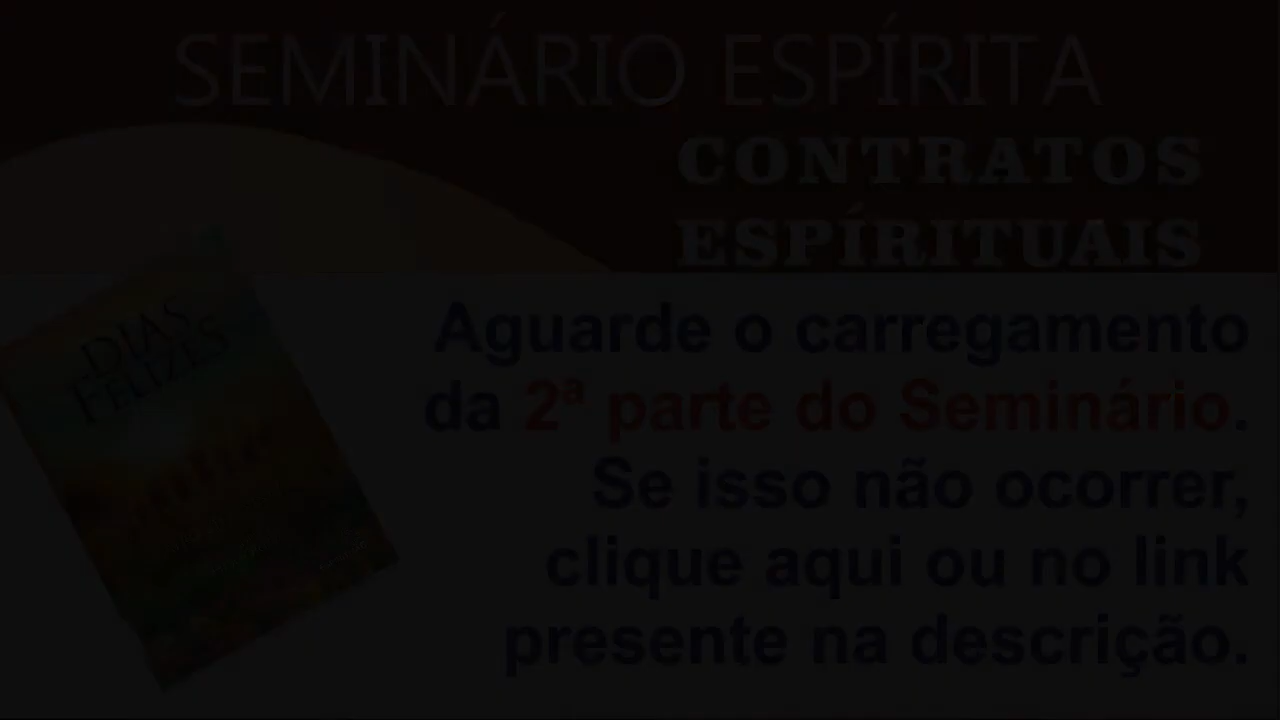 SEMINÁRIO ESPÍRITA
CONTRATOS
ESPÍRITUAIS
DIAS
FELIZES
Aguarde o carregamento
da 2ª parte do Seminário.
Se isso não ocorrer,
clique aqui ou no link
presente na descrição.